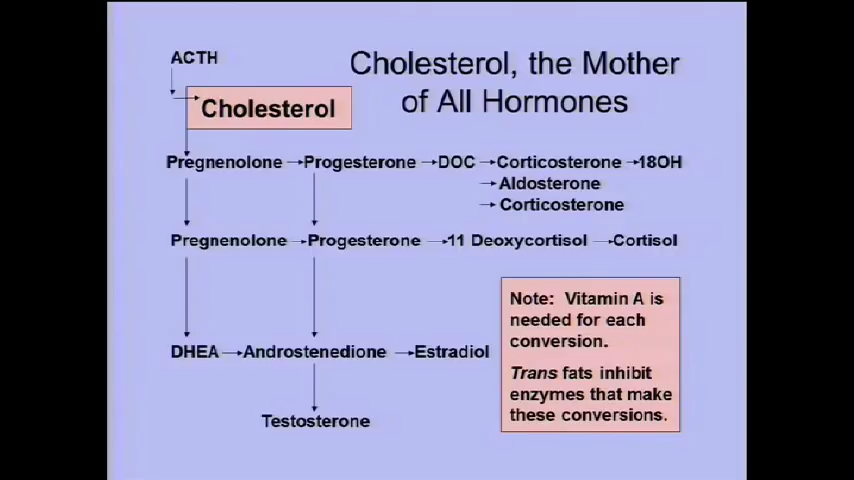 ACTH
Cholesterol, the Mother
of All Hormones
Cholesterol
Pregnenolone Progesterone DOC Corticosterone 18OH
Aldosterone
Corticosterone
Pregnenolone Progesterone 11 Deoxycortisol Cortisol
Note: Vitamin A is
needed for each
conversion.
Trans fats inhibit
enzymes that make
these conversions.
DHEA Androstenedione Estradiol
Testosterone